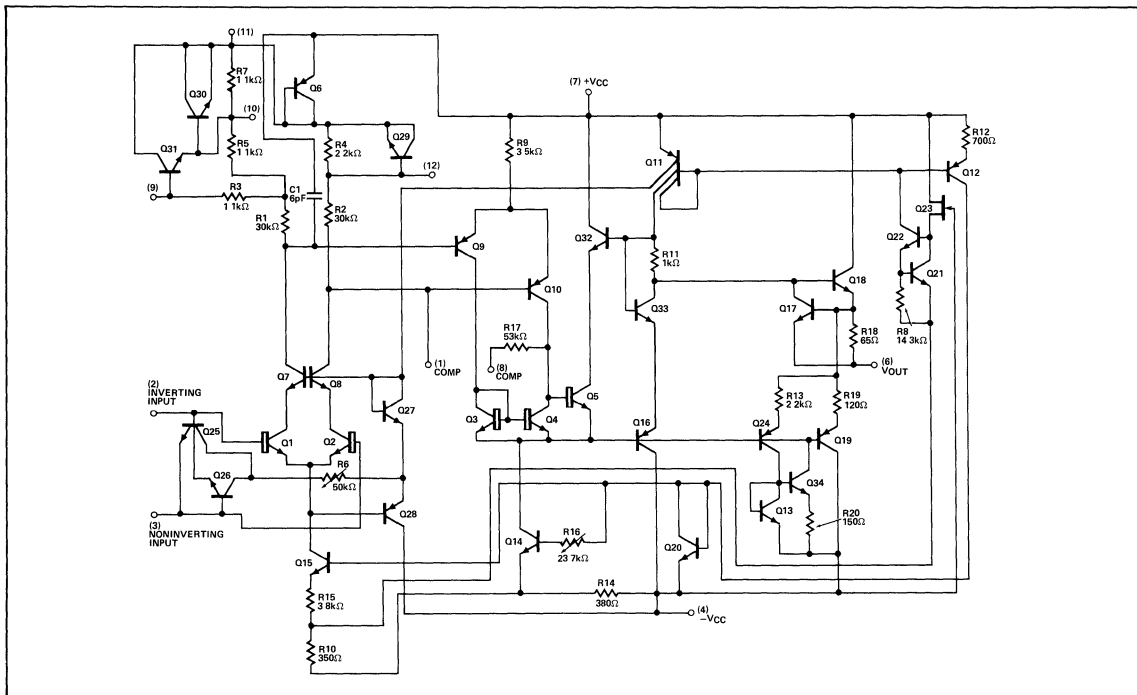 (11)
R7
1 1kΩ
Q30
(10)
Q6
(7) +VCC
Q31
R5
1 1kΩ
R4
2 2kΩ
Q29
R9
3 5kΩ
R12
700Ω
Q11
Q12
(12)
(9)
R3
1 1kΩ
C1
6pF
Q23
R1
30kΩ
R2
30kΩ
Q32
Q22
Q9
R11
1kΩ
Q21
Q18
Q10
Q33
Q17
R8
14 3kΩ
R18
65Ω
R17
53kΩ
(6)
VOUT
(1)
COMP
(8)
COMP
Q7
Q8
(2)
INVERTING
INPUT
Q27
Q5
R13
2 2kΩ
R19
120Ω
Q3
Q4
Q25
Q1
Q2
Q16
Q24
Q19
R6
50kΩ
Q26
Q34
Q28
Q13
R20
150Ω
(3)
NONINVERTING
INPUT
R16
23 7kΩ
Q14
Q20
Q15
R14
380Ω
R15
3 8kΩ
(4)
−VCC
R10
350Ω